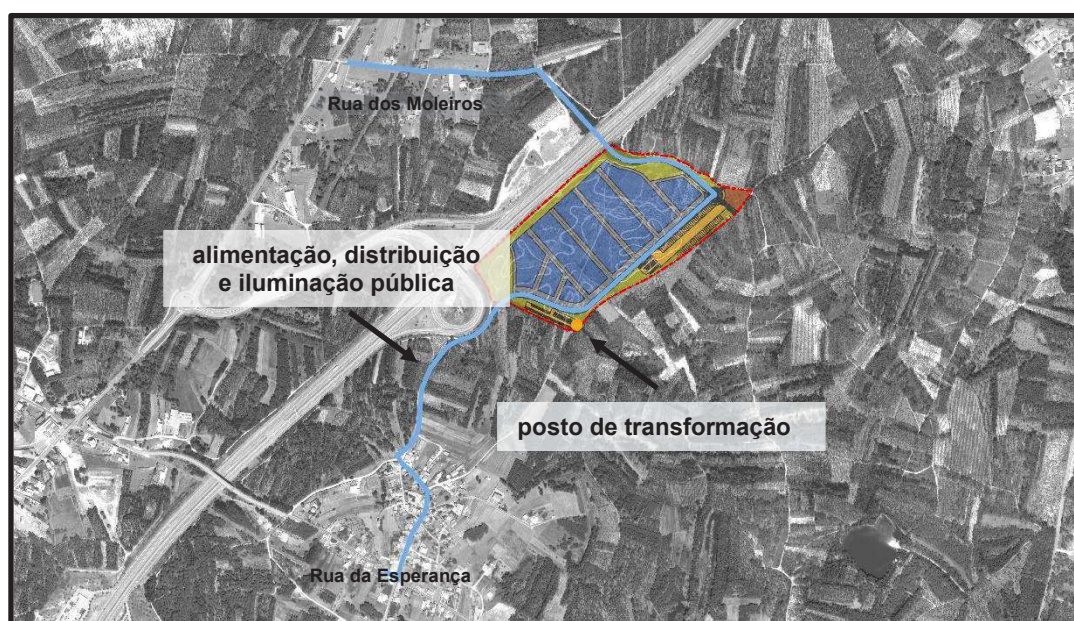 Rua dos Moleiros
alimentação, distribuição
e iluminação pública
posto de transformação
Rua da Esperança